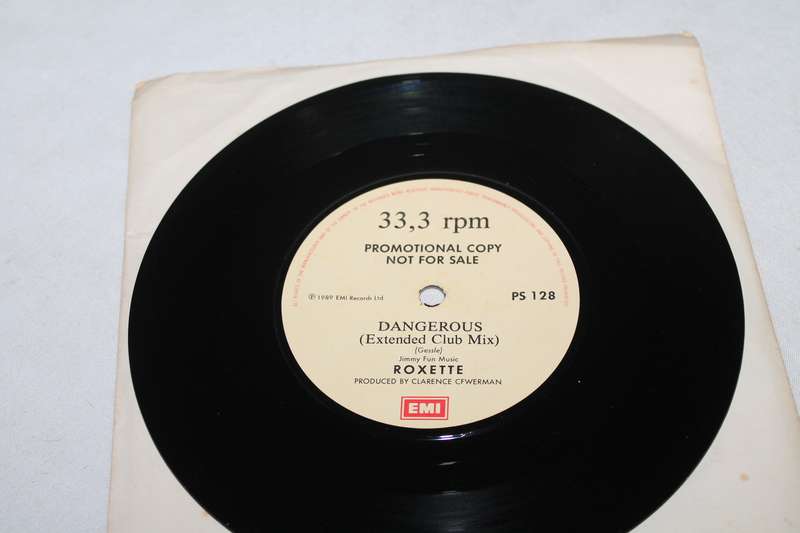 33,3 rpm
PROMOTIONAL COPY
NOT FOR SALE
℗ 1989 EMI Records Ltd
PS 128
DANGEROUS
(Extended Club Mix)
(Gessle)
Jimmy Fun Music
ROXETTE
PRODUCED BY CLARENCE CFWERMAN
EMI